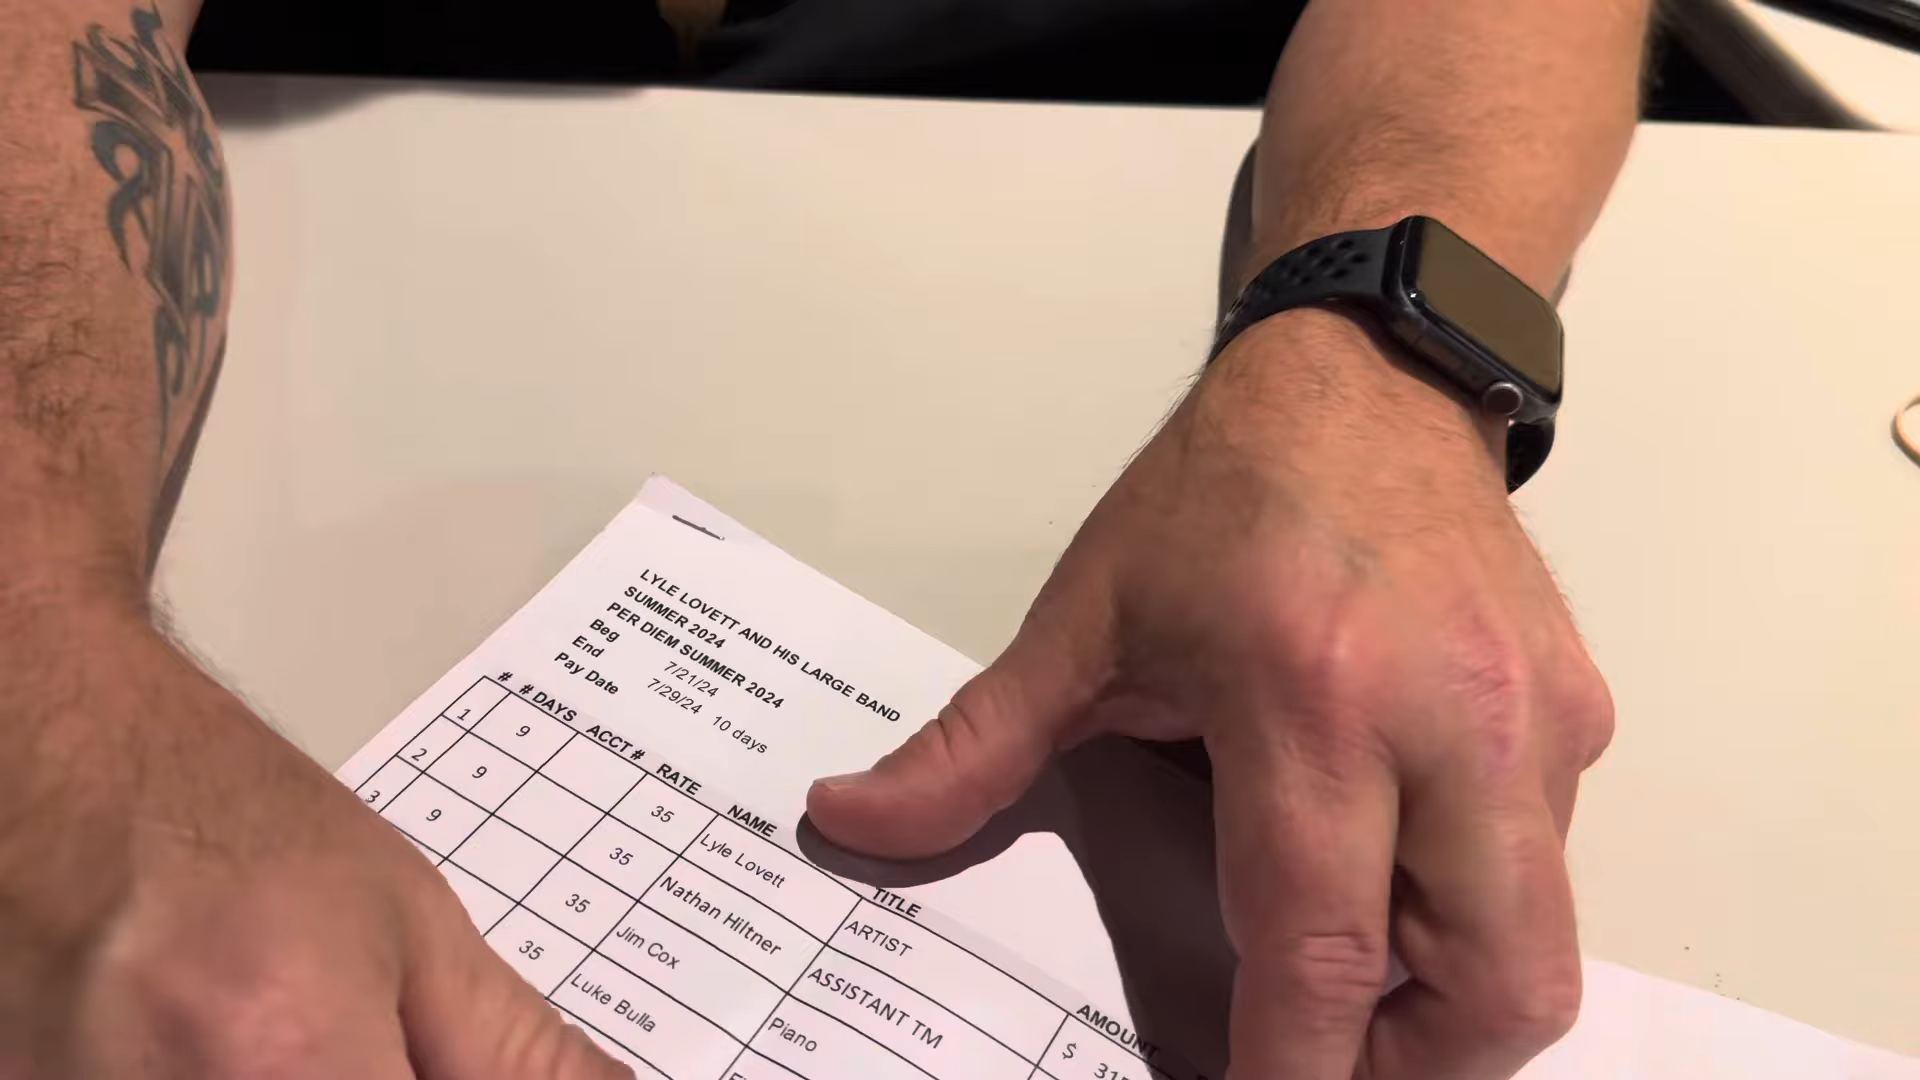 LYLE LOVETT AND HIS LARGE BAND
SUMMER 2024
PER DIEM SUMMER 2024
Beg 7/21/24
End 7/29/24 10 days
Pay Date
# # DAYS ACCT # RATE NAME TITLE AMOUNT
1 9 35 Lyle Lovett ARTIST $
2 9 35 Nathan Hiltner ASSISTANT TM
3 9 35 Jim Cox Piano
35 Luke Bulla